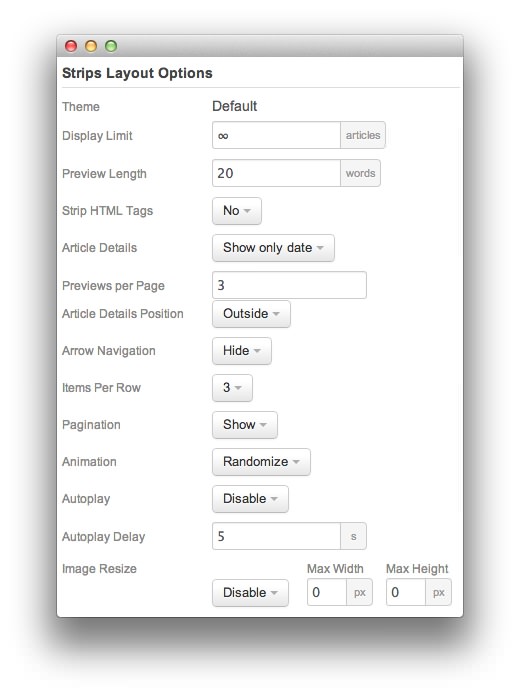 Strips Layout Options
Theme Default
Display Limit ∞ articles
Preview Length 20 words
Strip HTML Tags No
Article Details Show only date
Previews per Page 3
Article Details Position Outside
Arrow Navigation Hide
Items Per Row 3
Pagination Show
Animation Randomize
Autoplay Disable
Autoplay Delay 5 s
Image Resize Max Width Max Height
Disable 0 px 0 px